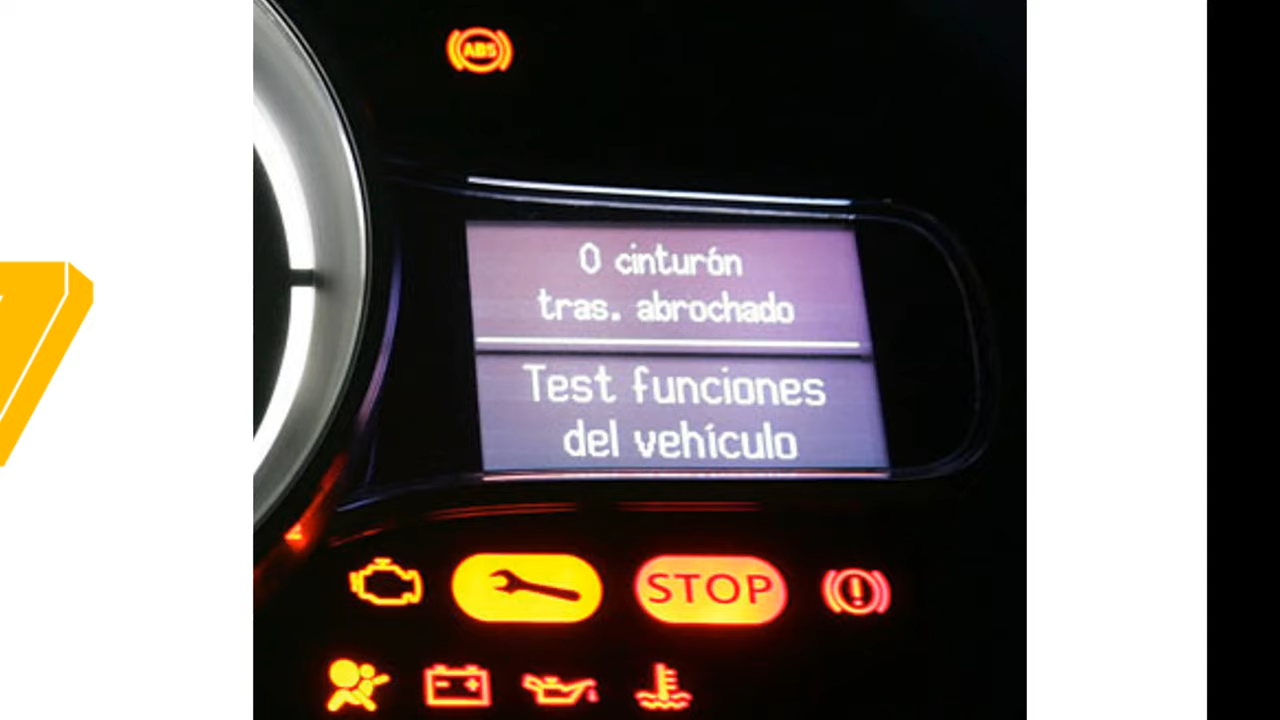 ABS
0 cinturón
tras. abrochado
Test funciones
del vehículo
STOP